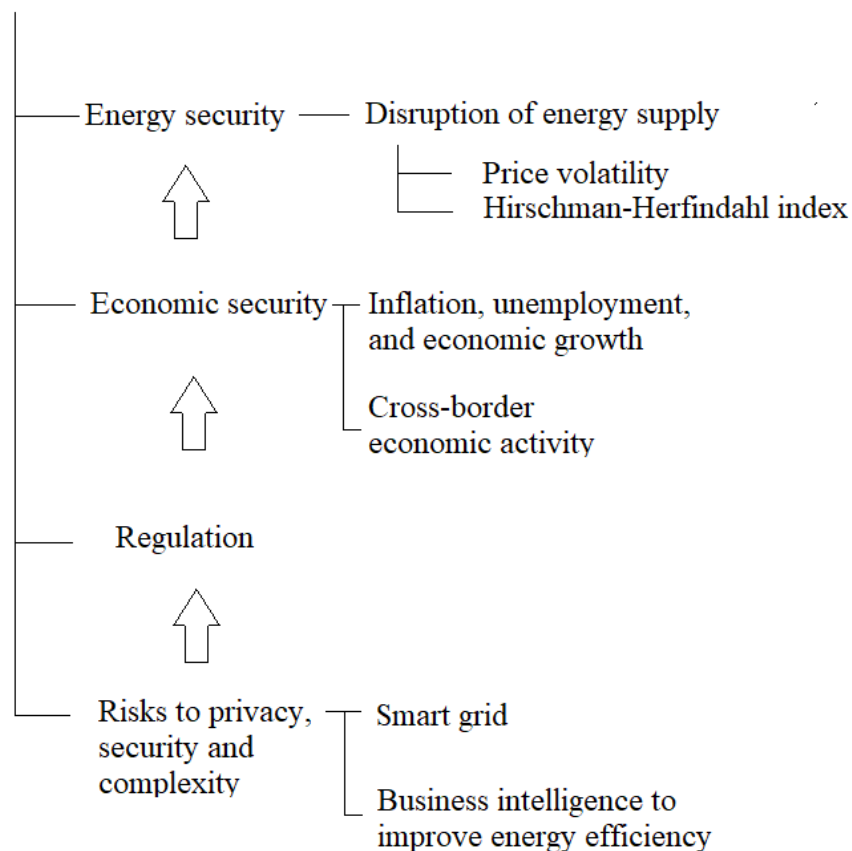 Energy security
Disruption of energy supply
Price volatility
Hirschman-Herfindahl index
Economic security
Inflation, unemployment,
and economic growth
Cross-border
economic activity
Regulation
Risks to privacy,
security and
complexity
Smart grid
Business intelligence to
improve energy efficiency